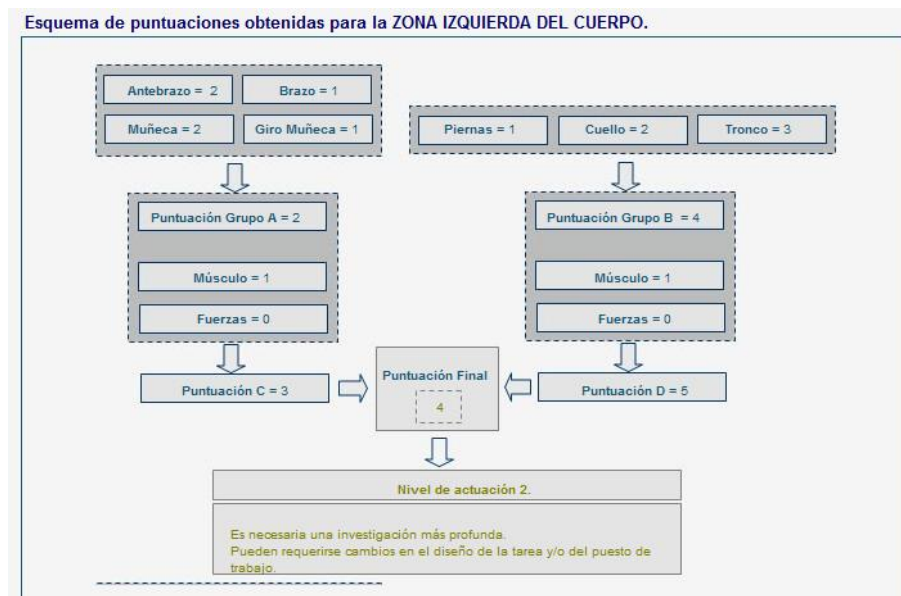 Esquema de puntuaciones obtenidas para la ZONA IZQUIERDA DEL CUERPO.
Antebrazo = 2
Brazo = 1
Muñeca = 2
Giro Muñeca = 1
Piernas = 1
Cuello = 2
Tronco = 3
Puntuación Grupo A = 2
Músculo = 1
Fuerzas = 0
Puntuación Grupo B = 4
Músculo = 1
Fuerzas = 0
Puntuación C = 3
Puntuación Final
4
Puntuación D = 5
Nivel de actuación 2.
Es necesaria una investigación más profunda.
Pueden requerirse cambios en el diseño de la tarea y/o del puesto de
trabajo.